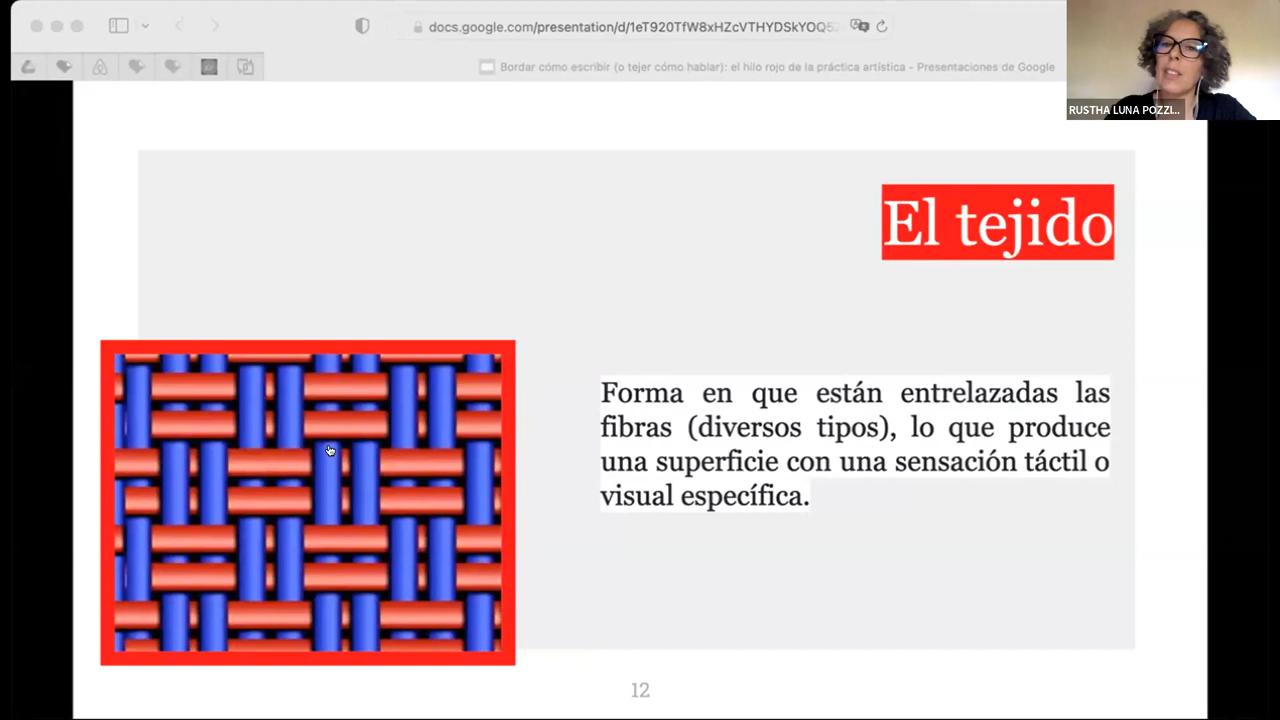 docs.google.com/presentation/d/1eT920TfW8xHZcVTHYDSkYOQ5
Bordar cómo escribir (o tejer cómo hablar): el hilo rojo de la práctica artística - Presentaciones de Google
RUSTHA LUNA POZZI...
El tejido
Forma en que están entrelazadas las
fibras (diversos tipos), lo que produce
una superficie con una sensación táctil o
visual específica.
12